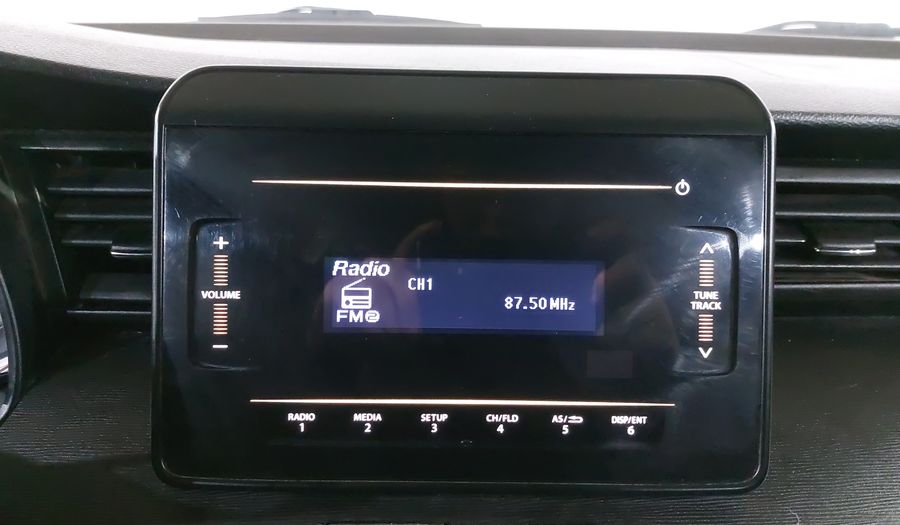 +
VOLUME
−
Radio
CH1
87.50MHz
FM2
TUNE
TRACK
RADIO
1
MEDIA
2
SETUP
3
CH/FLD
4
AS/
5
DISP/ENT
6